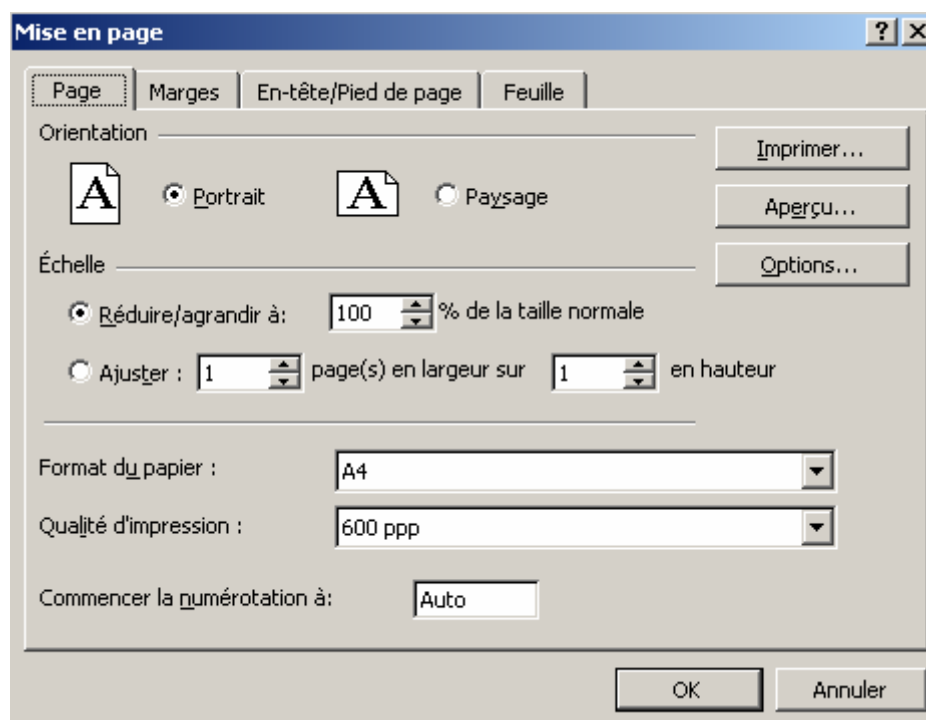 Mise en page
Page Marges En-tête/Pied de page Feuille
Orientation
Imprimer...
A Portrait A Paysage
Aperçu...
Échelle
Options...
Réduire/agrandir à: 100 % de la taille normale
Ajuster : 1 page(s) en largeur sur 1 en hauteur
Format du papier : A4
Qualité d'impression : 600 ppp
Commencer la numérotation à: Auto
OK Annuler